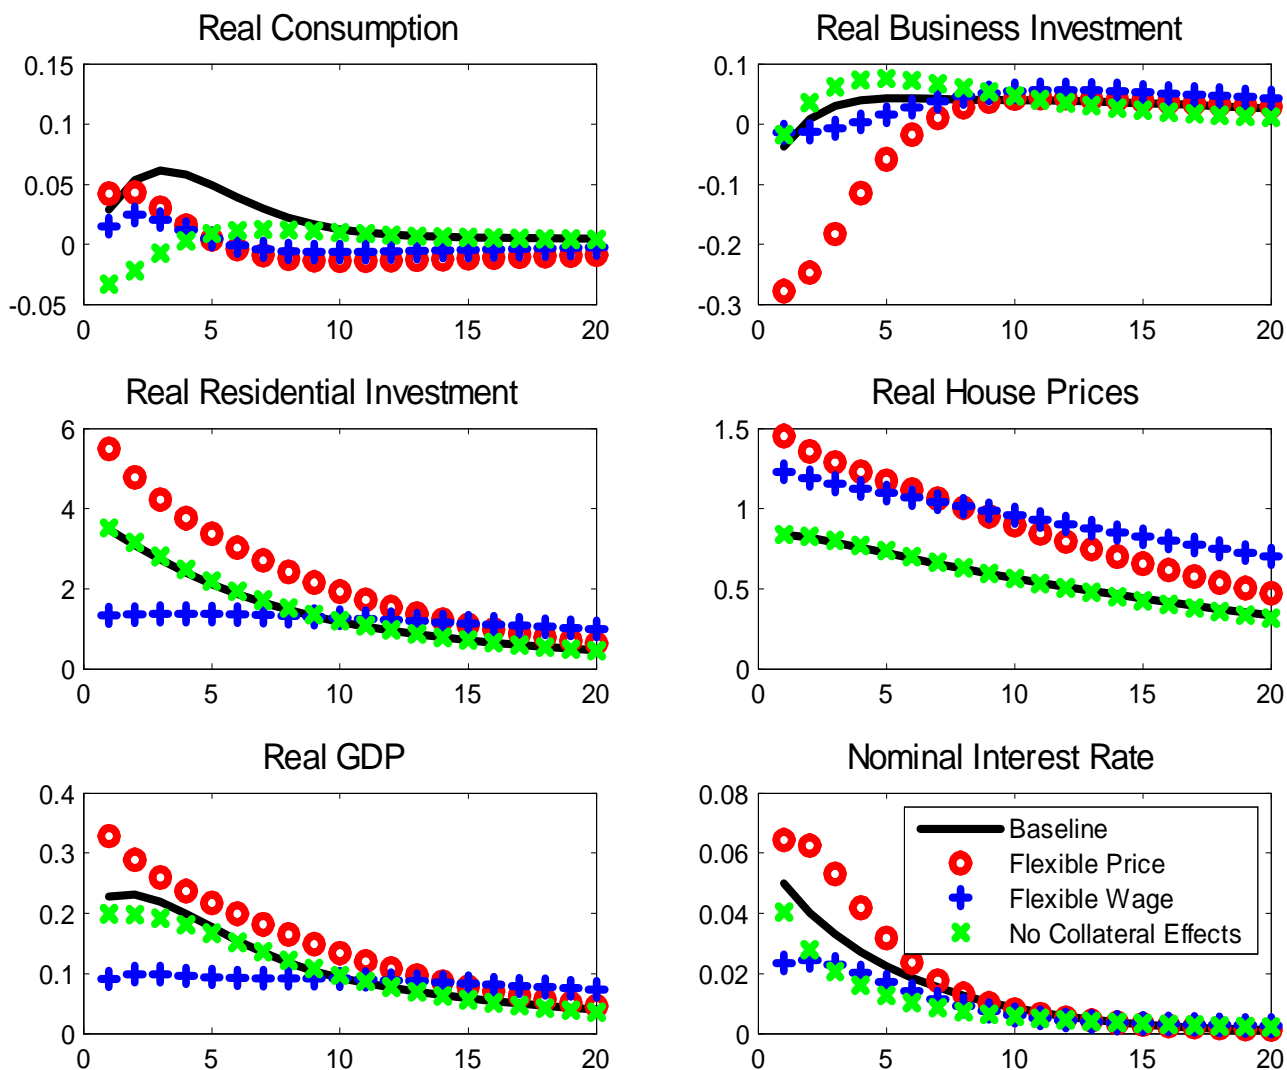 Real Consumption
0.15
0.1
0.05
0
-0.05
0 5 10 15 20
Real Business Investment
0.1
0
-0.1
-0.2
-0.3
0 5 10 15 20
Real Residential Investment
6
4
2
0
0 5 10 15 20
Real House Prices
1.5
1
0.5
0
0 5 10 15 20
Real GDP
0.4
0.3
0.2
0.1
0
0 5 10 15 20
Nominal Interest Rate
0.08
0.06
0.04
0.02
0
0 5 10 15 20
Baseline
Flexible Price
Flexible Wage
No Collateral Effects